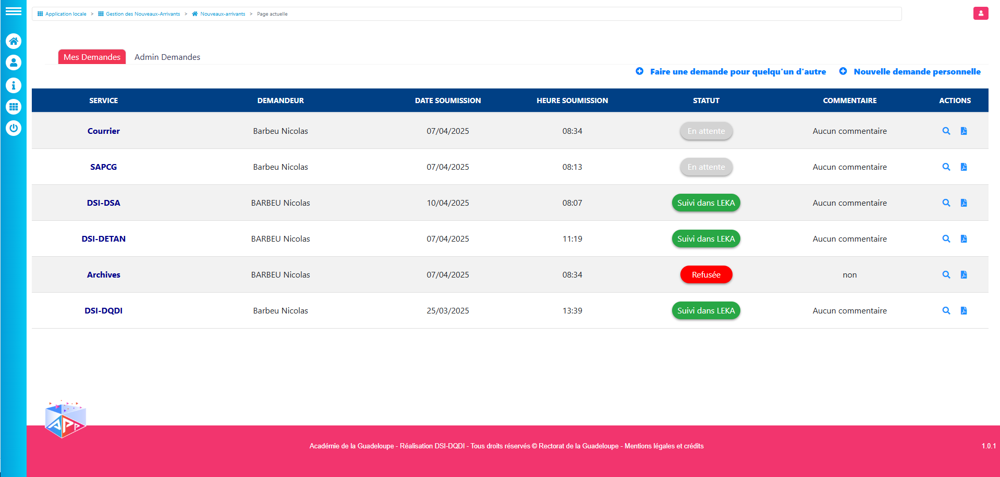 Application locale > Gestion des Nouveaux-Arrivants > Nouveaux-arrivants > Page actuelle
Mes Demandes Admin Demandes
Faire une demande pour quelqu'un d'autre Nouvelle demande personnelle
SERVICE DEMANDEUR DATE SOUMISSION HEURE SOUMISSION STATUT COMMENTAIRE ACTIONS
Courrier Barbeu Nicolas 07/04/2025 08:34 En attente Aucun commentaire
SAPCG Barbeu Nicolas 07/04/2025 08:13 En attente Aucun commentaire
DSI-DSA BARBEU Nicolas 10/04/2025 08:07 Suivi dans LEKA Aucun commentaire
DSI-DETAN BARBEU Nicolas 07/04/2025 11:19 Suivi dans LEKA Aucun commentaire
Archives BARBEU Nicolas 07/04/2025 08:34 Refusée non
DSI-DQDI Barbeu Nicolas 25/03/2025 13:39 Suivi dans LEKA Aucun commentaire
APP
Académie de la Guadeloupe - Réalisation DSI-DQDI - Tous droits réservés © Rectorat de la Guadeloupe - Mentions légales et crédits
1.0.1